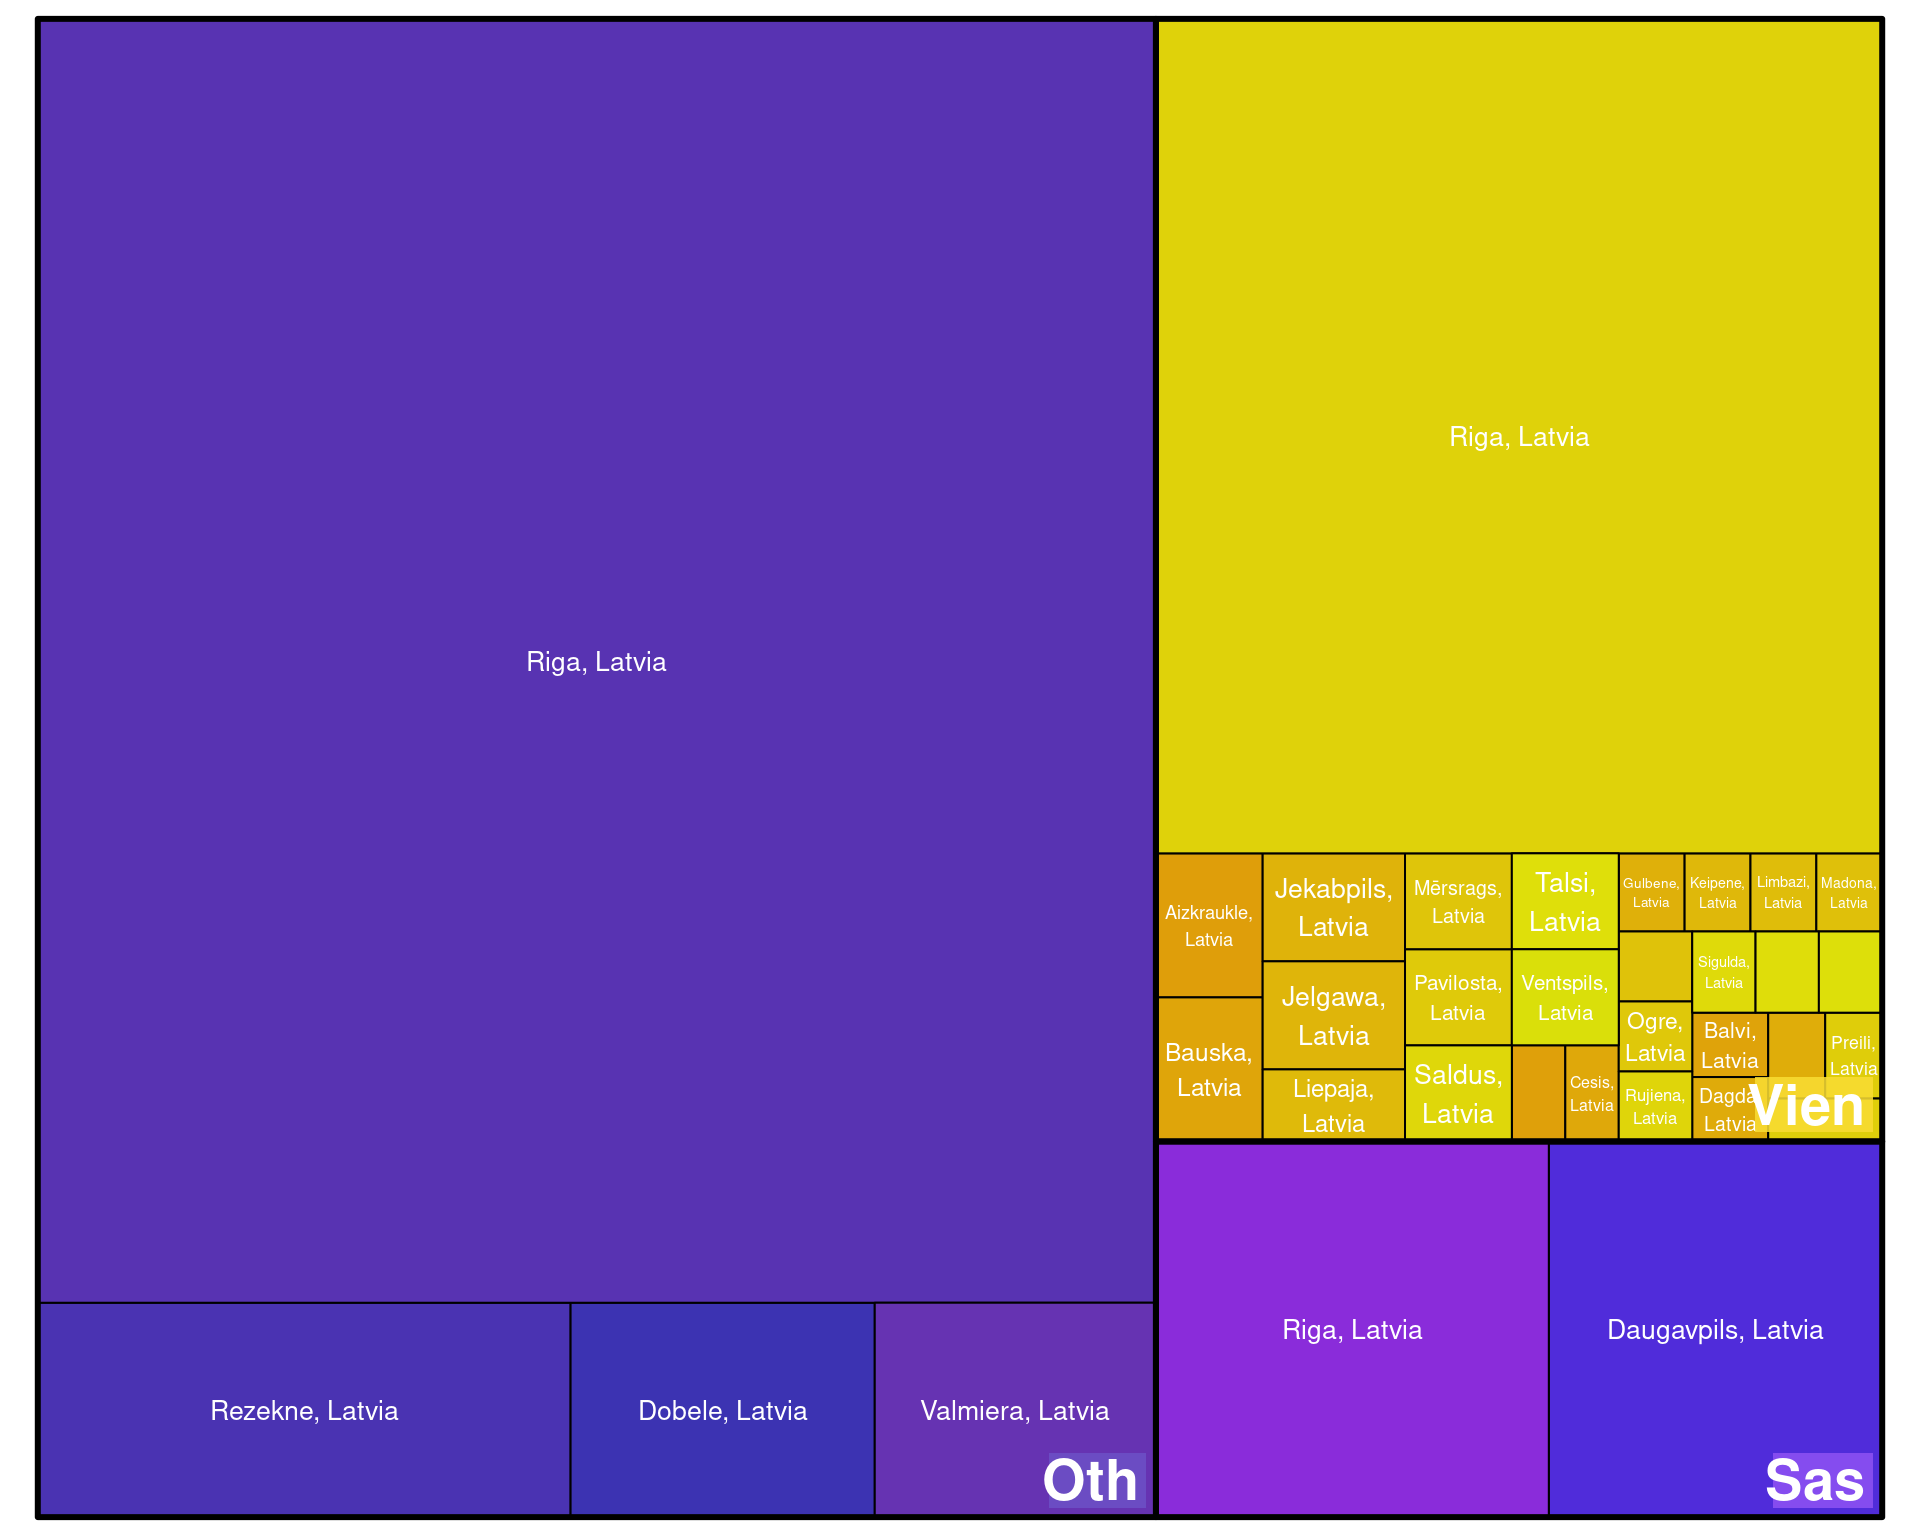 Riga, Latvia
Rezekne, Latvia
Dobele, Latvia
Valmiera, Latvia
Oth
Riga, Latvia
Aizkraukle,
Latvia
Bauska,
Latvia
Jekabpils,
Latvia
Jelgawa,
Latvia
Liepaja,
Latvia
Mērsrags,
Latvia
Pavilosta,
Latvia
Saldus,
Latvia
Talsi,
Latvia
Ventspils,
Latvia
Cesis,
Latvia
Gulbene,
Latvia
Keipene,
Latvia
Limbazi,
Latvia
Madona,
Latvia
Ogre,
Latvia
Rujiena,
Latvia
Sigulda,
Latvia
Balvi,
Latvia
Dagda,
Latvia
Preili,
Latvia
Vien
Riga, Latvia
Daugavpils, Latvia
Sas